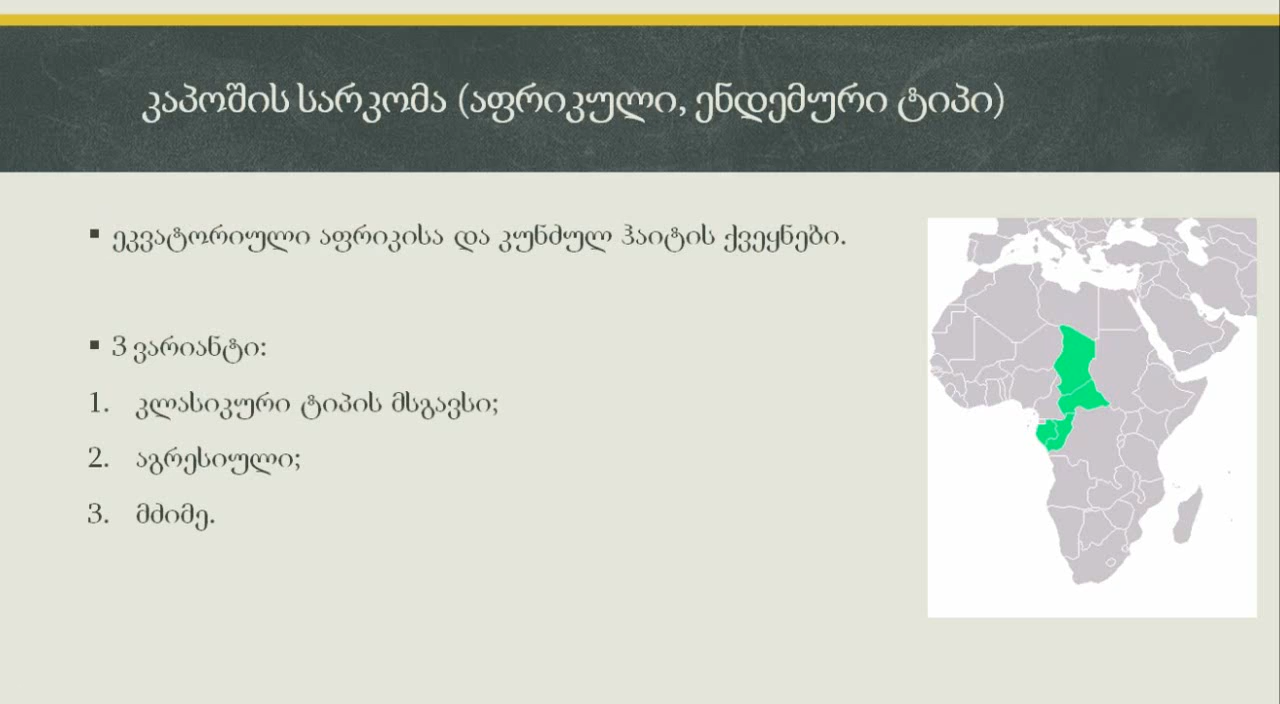 კაპოშის სარკომა (აფრიკული, ენდემური ტიპი)
▪ ეკვატორიული აფრიკისა და კუნძულ ჰაიტის ქვეყნები.
▪ 3 ვარიანტი:
1. კლასიკური ტიპის მსგავსი;
2. აგრესიული;
3. მძიმე.